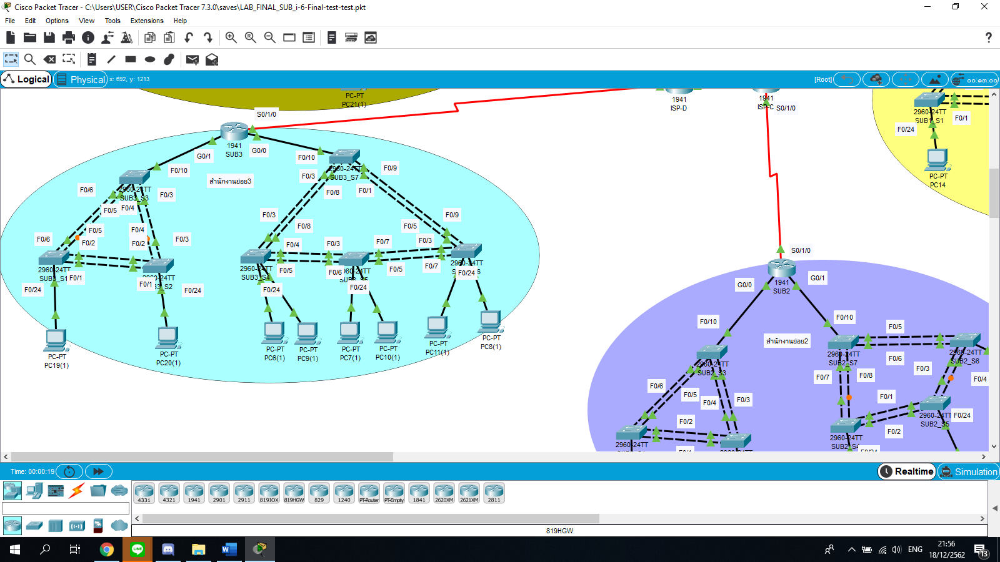 Cisco Packet Tracer - C:\Users\USER\Cisco Packet Tracer 7.3.0\saves\LAB_FINAL_SUB_i-6-Final-test-test.pkt
File Edit Options View Tools Extensions Help
?
Logical Physical x: 692, y: 1213 [Root] 00:13:00
PC-PT
PC21(1)
1941
ISP-D
1941
ISP-C S0/1/0
2960-24TT
SUB1_S1
F0/1
F0/24
PC-PT
PC14
S0/1/0
1941
SUB3
G0/1
G0/0
F0/10
F0/10
สำนักงานย่อย3
2960-24TT
SUB3_S7
F0/9
F0/3
F0/8
F0/1
F0/6
2960-24TT
SUB3_S3
F0/3
F0/5
F0/4
F0/3
F0/8
F0/5
F0/9
F0/6
F0/5
F0/2
F0/4
F0/2
F0/3
F0/4
F0/3
F0/7
F0/3
2960-24TT
F0/1
F0/24
F0/1
F0/24
2960-24TT
SUB3_S4
F0/5
F0/6
F0/5
F0/7
2960-24TT
F0/24
F0/24
F0/24
PC-PT
PC19(1)
PC-PT
PC20(1)
PC-PT
PC6(1)
PC-PT
PC9(1)
PC-PT
PC7(1)
PC-PT
PC10(1)
PC-PT
PC11(1)
PC-PT
PC8(1)
S0/1/0
1941
SUB2
G0/0
G0/1
F0/10
F0/10
สำนักงานย่อย2
F0/5
2960-24TT
SUB2_S7
2960-24TT
SUB2_S6
F0/6
2960-24TT
SUB2_S3
F0/7
F0/8
F0/3
F0/4
F0/6
F0/5
F0/4
F0/3
F0/1
F0/2
2960-24TT
SUB2_S5
F0/24
F0/2
2960-24TT
2960-24TT
Time: 00:00:19 Realtime Simulation
4331 4321 1941 2901 2911 819IOX 819HGW 829 1240 PT-Router PT-Empty 1841 2620XM 2621XM 2811
819HGW
LINE
ENG
21:56
18/12/2562
13